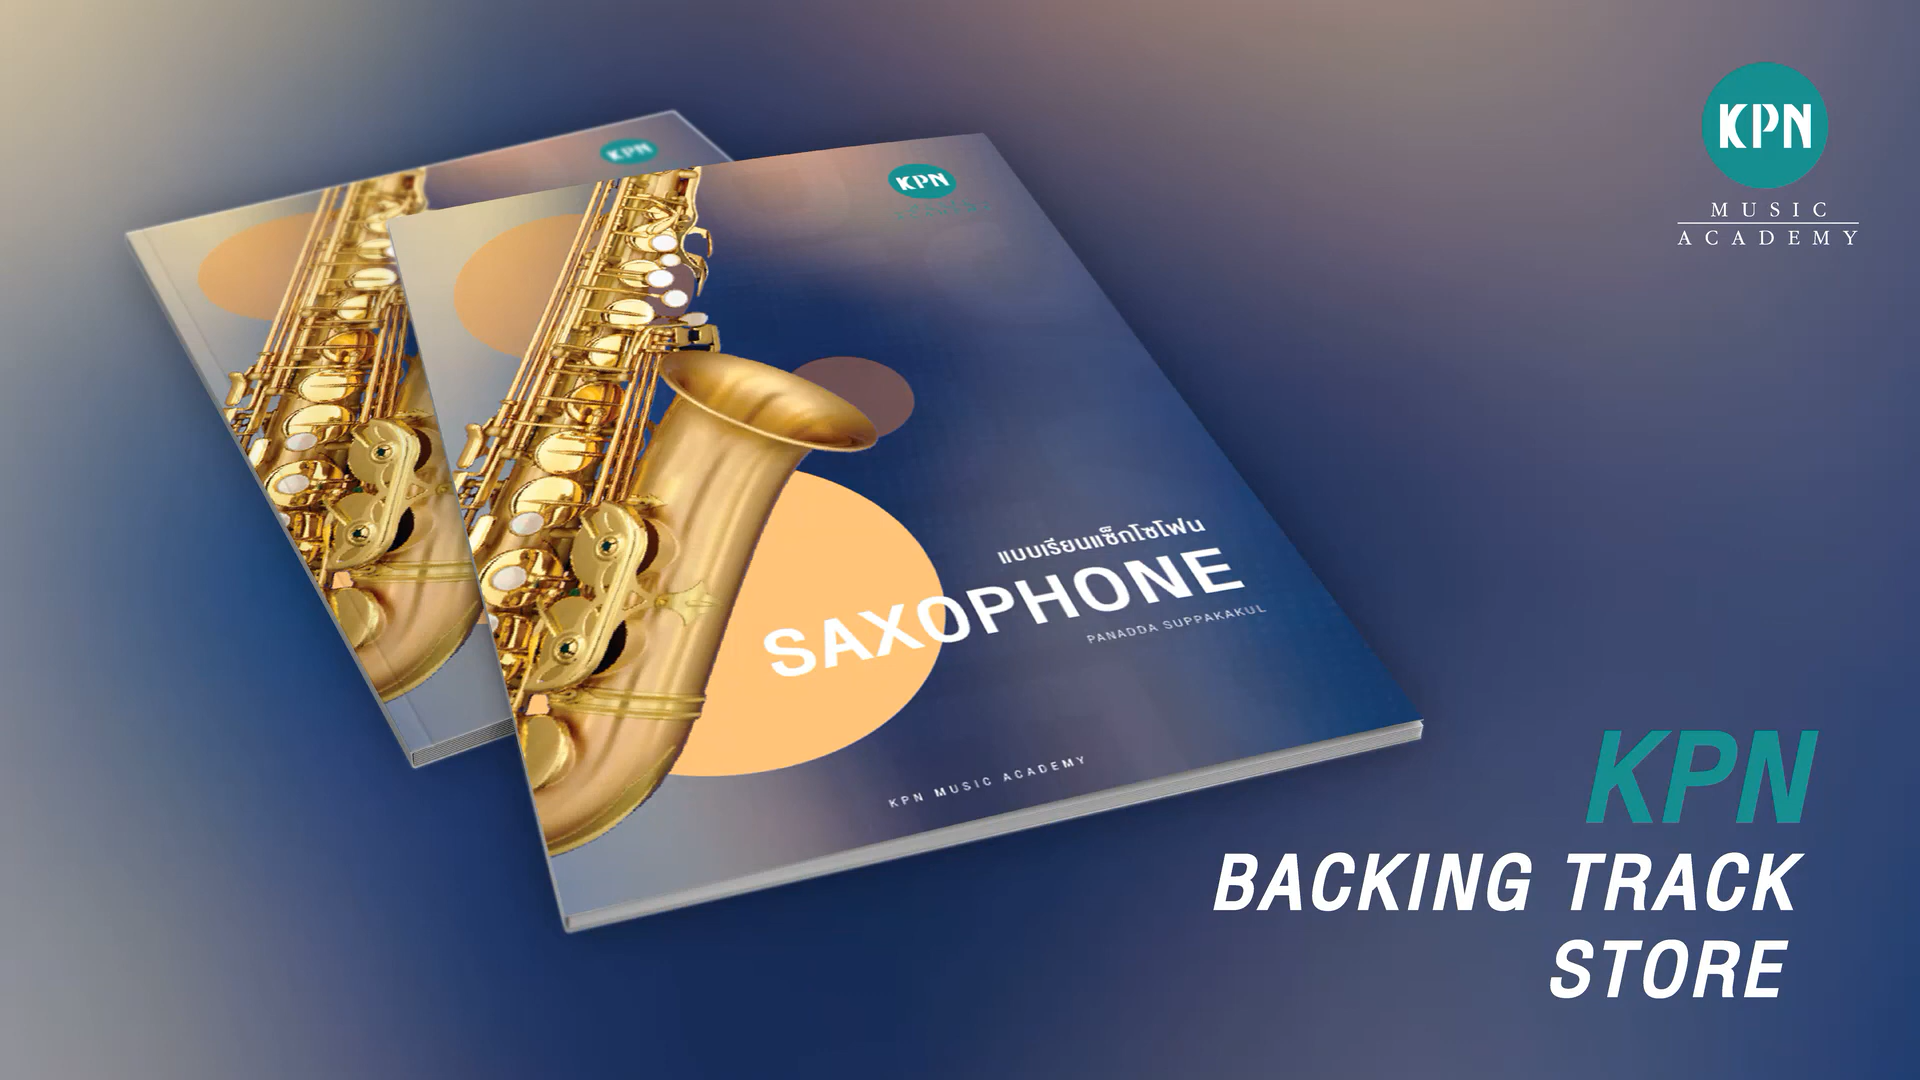 KPN
MUSIC
ACADEMY
KPN
KPN
แบบเรียนแซ็กโซโฟน
SAXOPHONE
PANADDA SUPPAKAKUL
KPN MUSIC ACADEMY
KPN
BACKING TRACK
STORE